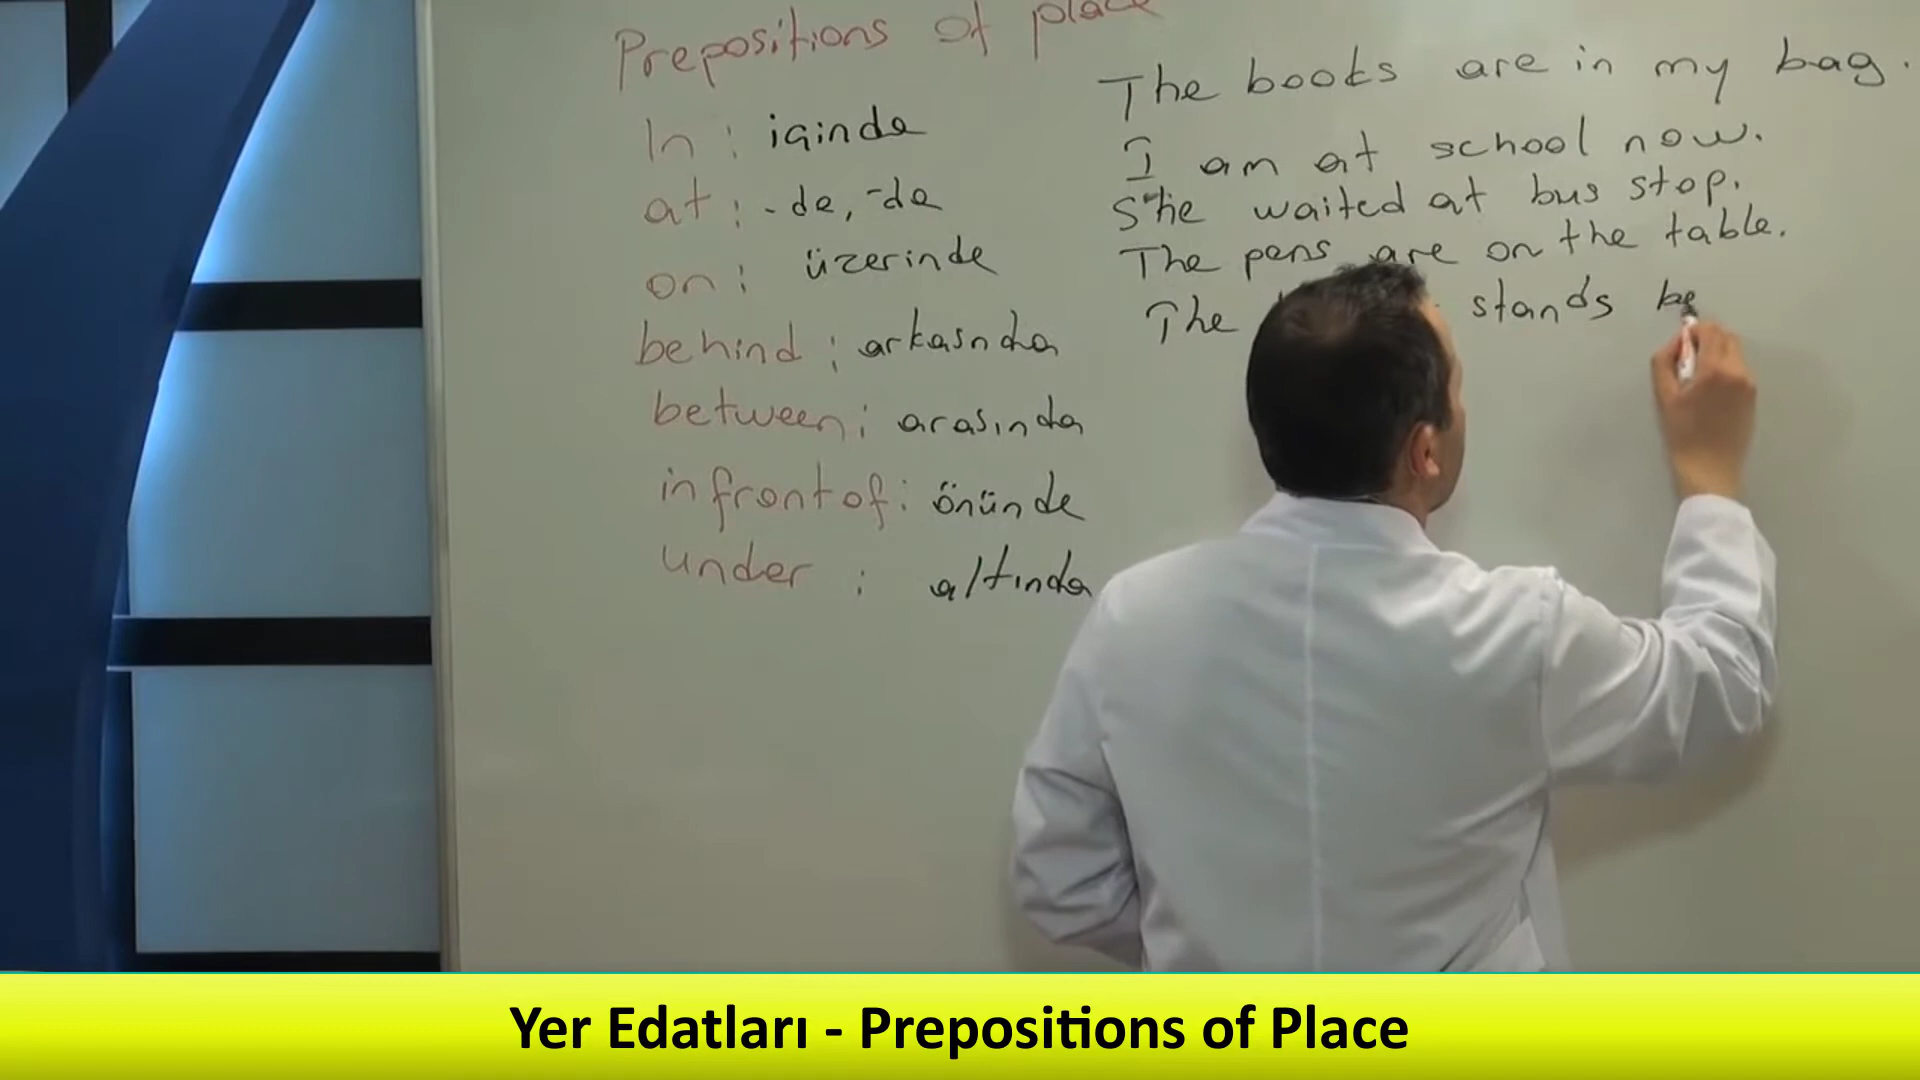 Prepositions of place
In : içinde
at : -de, -da
on : üzerinde
behind : arkasnda
between : arasında
in front of : önünde
under : altında
The books are in my bag.
I am at school now.
She waited at bus stop.
The pens are on the table.
The stands be
Yer Edatları - Prepositions of Place